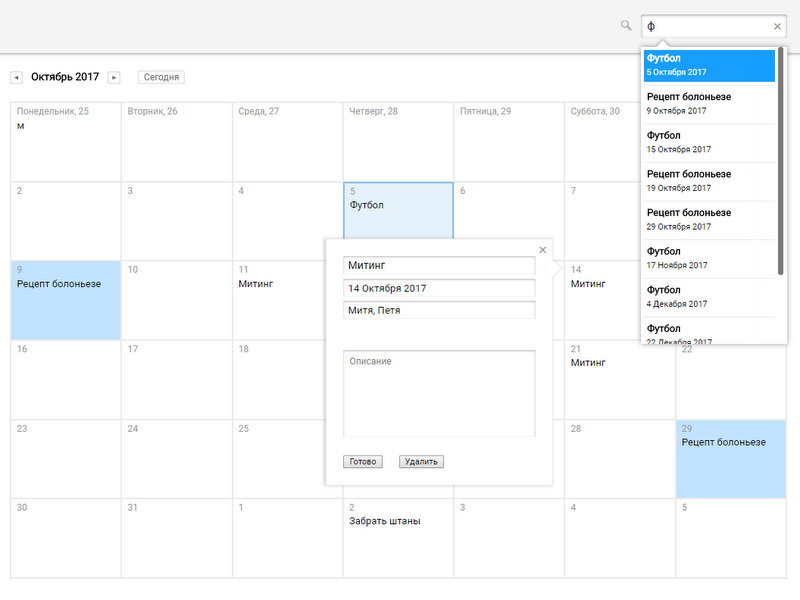 ф
Футбол
5 Октября 2017
Рецепт болоньезе
9 Октября 2017
Футбол
15 Октября 2017
Рецепт болоньезе
19 Октября 2017
Рецепт болоньезе
29 Октября 2017
Футбол
17 Ноября 2017
Футбол
4 Декабря 2017
Футбол
22 Декабря 2017
Октябрь 2017
Сегодня
Понедельник, 25
Вторник, 26
Среда, 27
Четверг, 28
Пятница, 29
Суббота, 30
м
2
3
4
5
6
7
Футбол
9
10
11
14
Рецепт болоньезе
Митинг
Митинг
Митинг
14 Октября 2017
Митя, Петя
Описание
Готово
Удалить
16
17
18
21
22
Митинг
23
24
25
28
29
Рецепт болоньезе
30
31
1
2
3
4
5
Забрать штаны